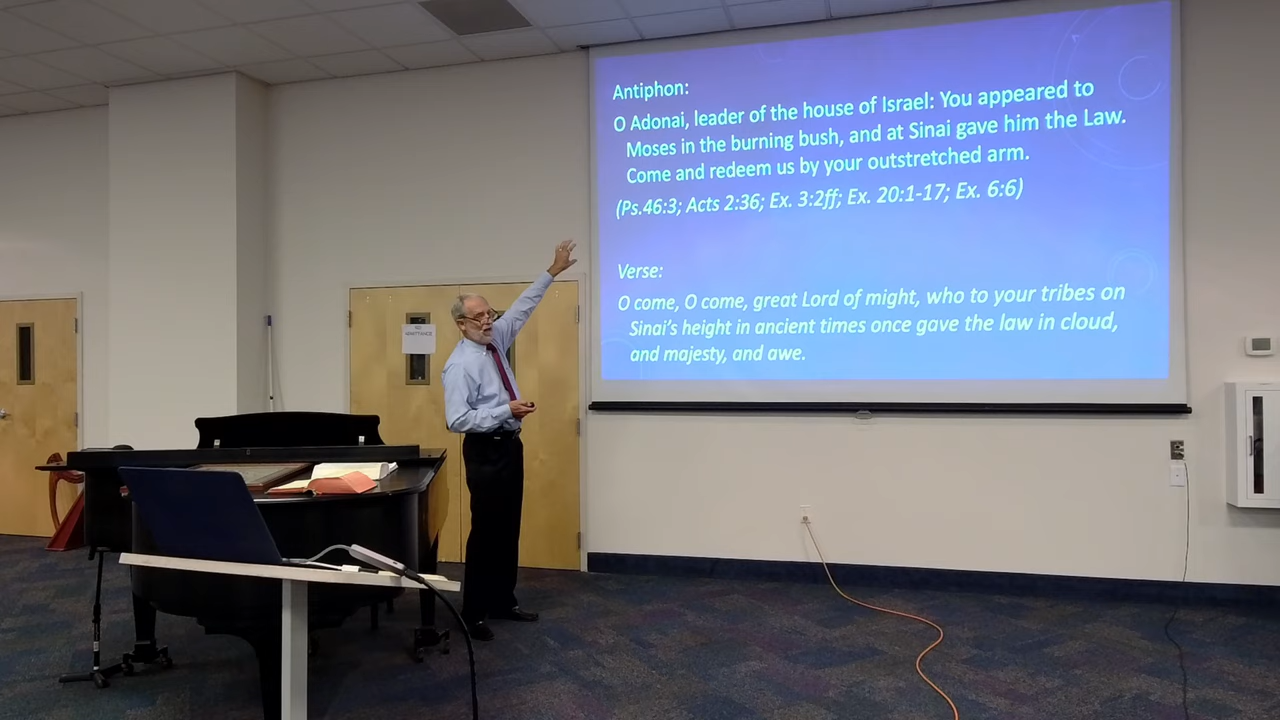 Antiphon:
O Adonai, leader of the house of Israel: You appeared to
Moses in the burning bush, and at Sinai gave him the Law.
Come and redeem us by your outstretched arm.
(Ps.46:3; Acts 2:36; Ex. 3:2ff; Ex. 20:1-17; Ex. 6:6)
Verse:
O come, O come, great Lord of might, who to your tribes on
Sinai's height in ancient times once gave the law in cloud,
and majesty, and awe.
NO
ADMITTANCE